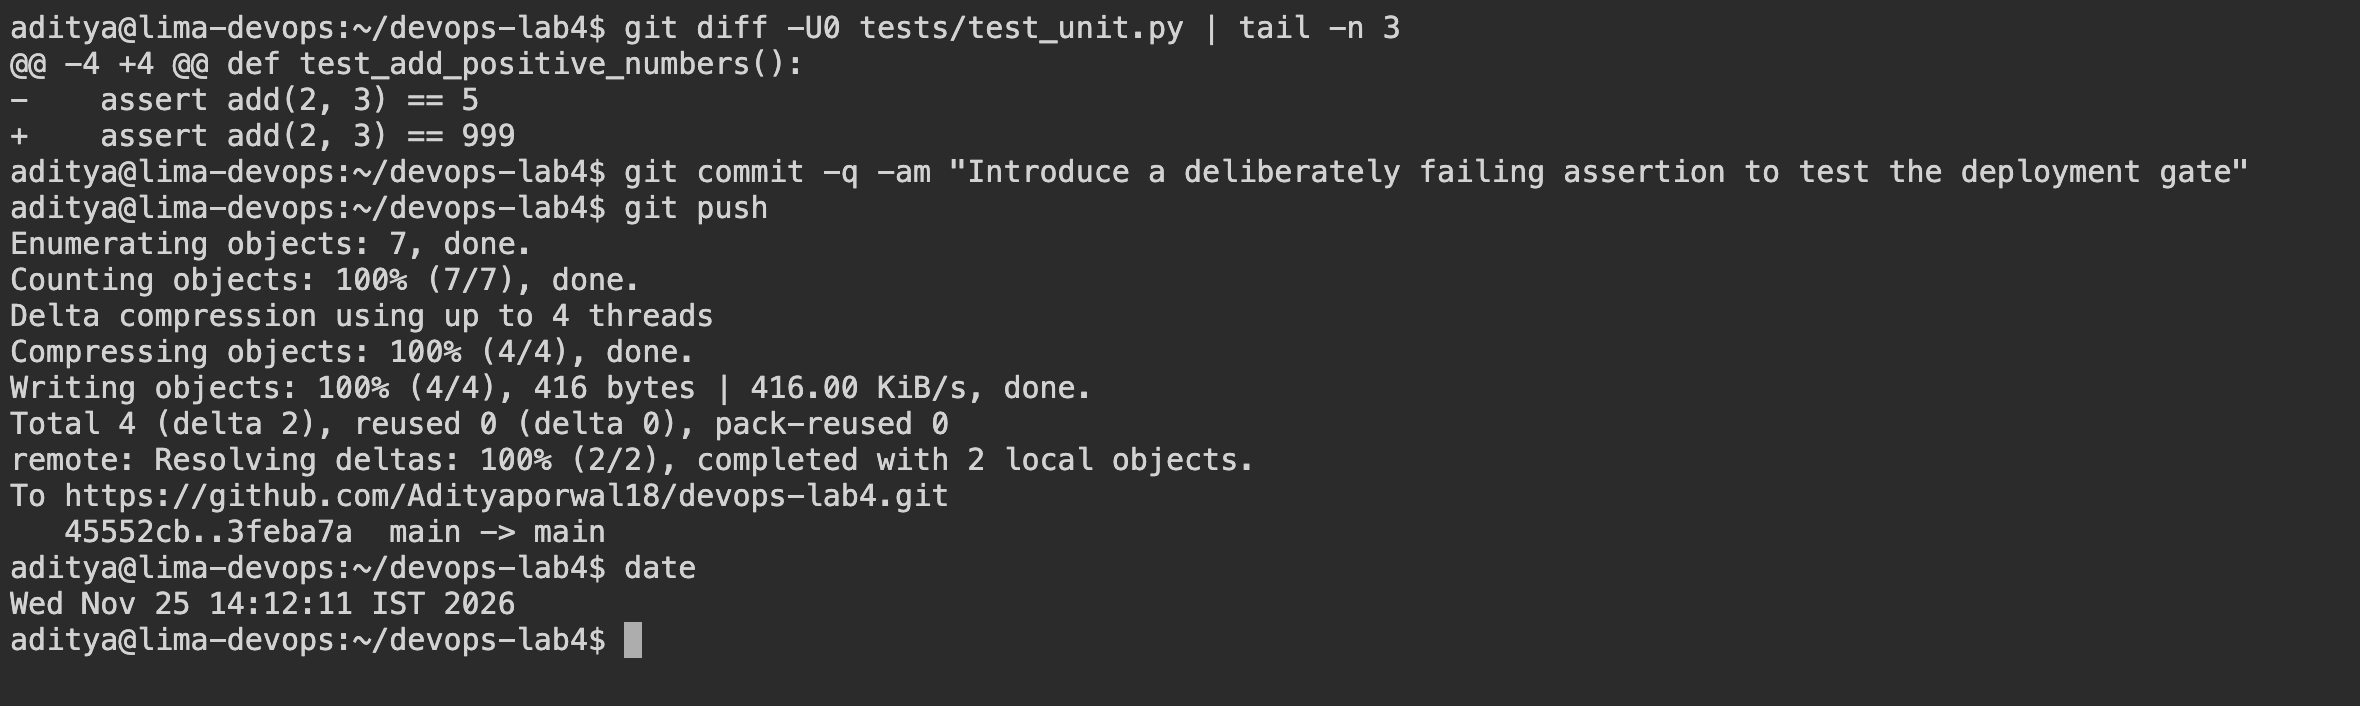 aditya@lima-devops:~/devops-lab4$ git diff -U0 tests/test_unit.py | tail -n 3
@@ -4 +4 @@ def test_add_positive_numbers():
-    assert add(2, 3) == 5
+    assert add(2, 3) == 999
aditya@lima-devops:~/devops-lab4$ git commit -q -am "Introduce a deliberately failing assertion to test the deployment gate"
aditya@lima-devops:~/devops-lab4$ git push
Enumerating objects: 7, done.
Counting objects: 100% (7/7), done.
Delta compression using up to 4 threads
Compressing objects: 100% (4/4), done.
Writing objects: 100% (4/4), 416 bytes | 416.00 KiB/s, done.
Total 4 (delta 2), reused 0 (delta 0), pack-reused 0
remote: Resolving deltas: 100% (2/2), completed with 2 local objects.
To https://github.com/Adityaporwal18/devops-lab4.git
   45552cb..3feba7a  main -> main
aditya@lima-devops:~/devops-lab4$ date
Wed Nov 25 14:12:11 IST 2026
aditya@lima-devops:~/devops-lab4$